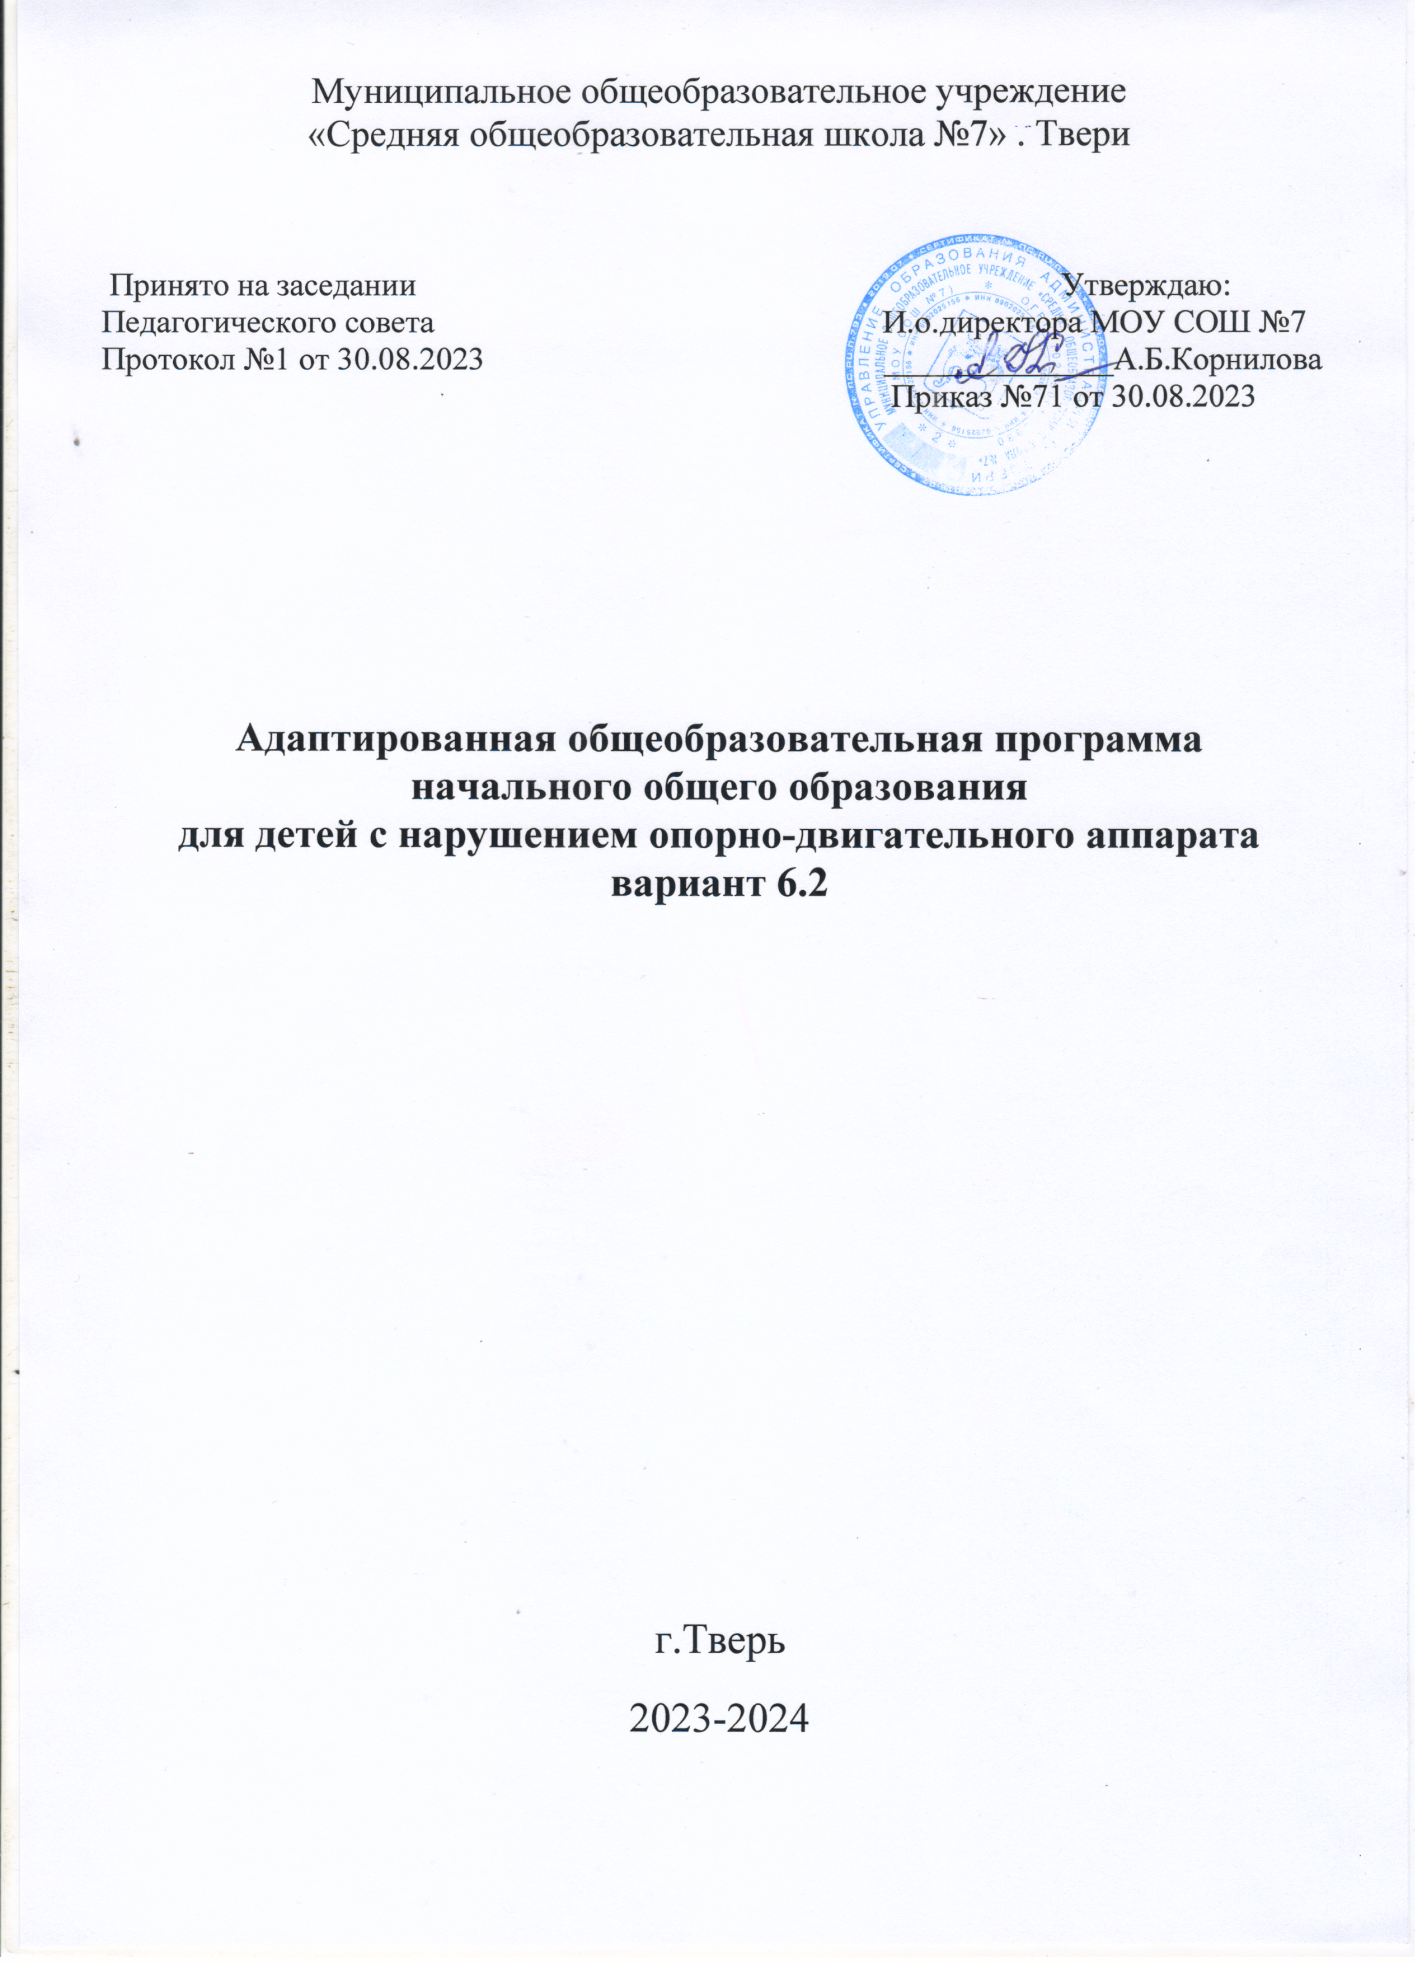 Муниципальное общеобразовательное учреждение
«Средняя общеобразовательная школа №7» . Твери
Принято на заседании
Педагогического совета
Протокол №1 от 30.08.2023
Утверждаю:
И.о.директора МОУ СОШ №7
А.Б.Корнилова
Приказ №71 от 30.08.2023
УПРАВЛЕНИЕ ОБРАЗОВАНИЯ
Адаптированная общеобразовательная программа
начального общего образования
для детей с нарушением опорно-двигательного аппарата
вариант 6.2
г.Тверь
2023-2024